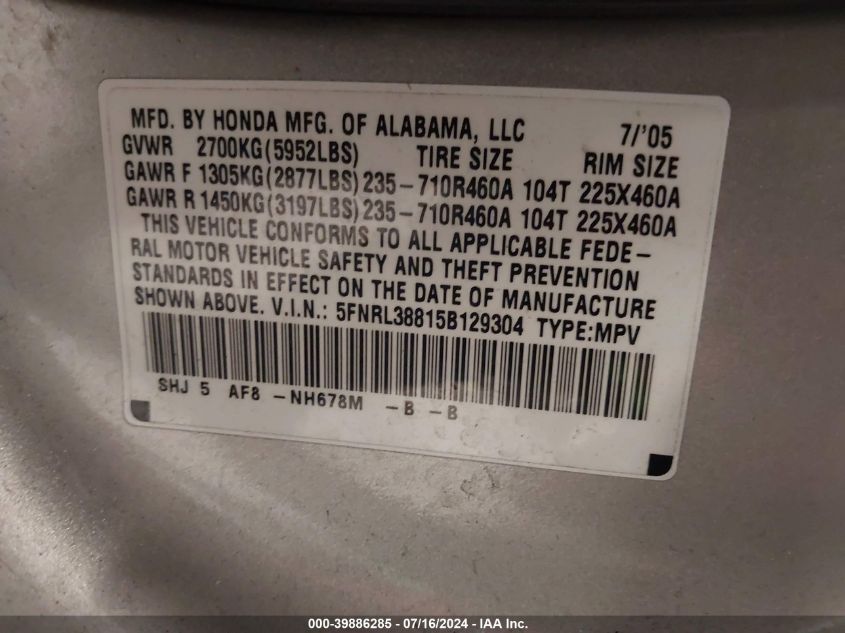 MFD. BY HONDA MFG. OF ALABAMA, LLC 7/'05
GVWR 2700KG(5952LBS) TIRE SIZE RIM SIZE
GAWR F 1305KG(2877LBS) 235-710R460A 104T 225X460A
GAWR R 1450KG(3197LBS) 235-710R460A 104T 225X460A
THIS VEHICLE CONFORMS TO ALL APPLICABLE FEDE-
RAL MOTOR VEHICLE SAFETY AND THEFT PREVENTION
STANDARDS IN EFFECT ON THE DATE OF MANUFACTURE
SHOWN ABOVE. V.I.N.: 5FNRL38815B129304 TYPE:MPV
SHJ 5 AF8 -NH678M -B -B
000-39886285 - 07/16/2024 - IAA Inc.